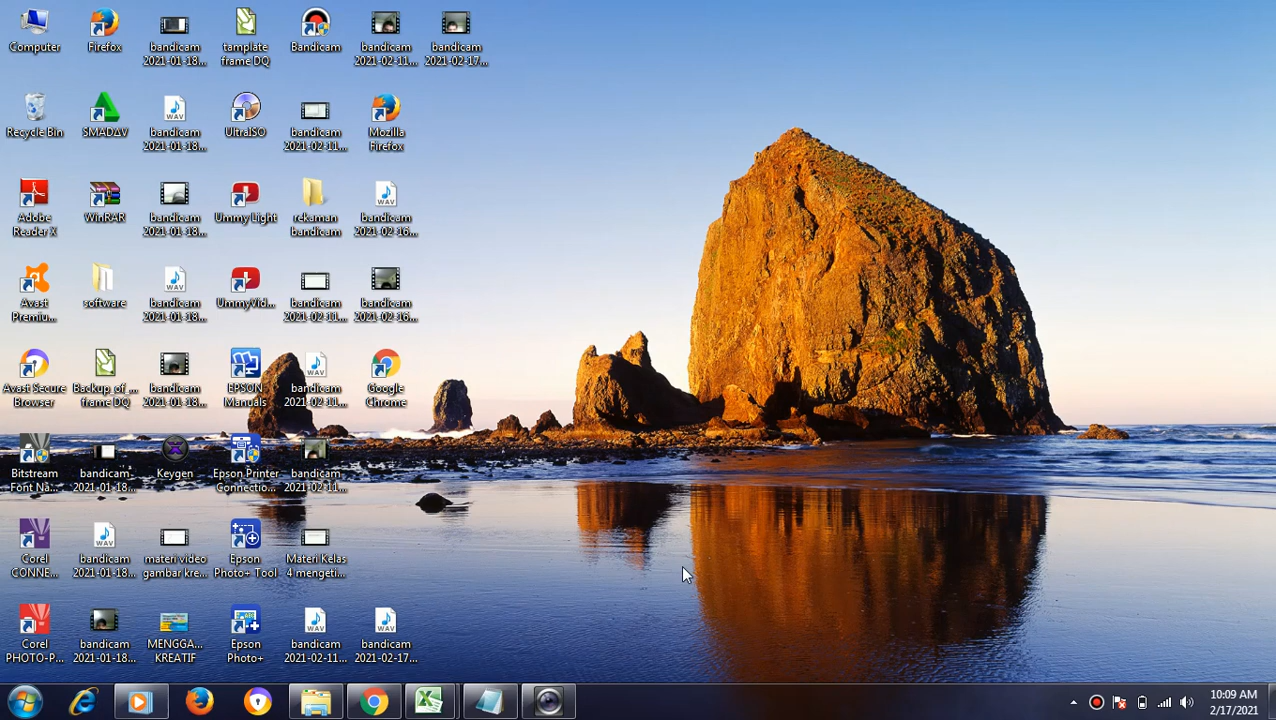 Computer
Firefox
bandicam
2021-01-18...
tamplate
frame DQ
Bandicam
bandicam
2021-02-11...
bandicam
2021-02-17...
Recycle Bin
SMADΔV
bandicam
2021-01-18...
UltraISO
bandicam
2021-02-11...
Mozilla
Firefox
Adobe
Reader X
WinRAR
bandicam
2021-01-18...
Ummy Light
rekaman
bandicam
bandicam
2021-02-16...
Avast
Premiu...
software
bandicam
2021-01-18...
UmmyVid...
bandicam
2021-02-11...
bandicam
2021-02-16...
Avast Secure
Browser
Backup_of_...
frame DQ
bandicam
2021-01-18...
EPSON
Manuals
bandicam
2021-02-11...
Google
Chrome
Bitstream
Font Na...
bandicam
2021-01-18...
Keygen
Epson Printer
Connectio...
bandicam
2021-02-11...
Corel
CONNE...
bandicam
2021-01-18...
materi video
gambar kre...
Epson
Photo+ Tool
Materi Kelas
4 mengeti...
Corel
PHOTO-P...
bandicam
2021-01-18...
MENGGA...
KREATIF
Epson
Photo+
bandicam
2021-02-11...
bandicam
2021-02-17...
10:09 AM
2/17/2021